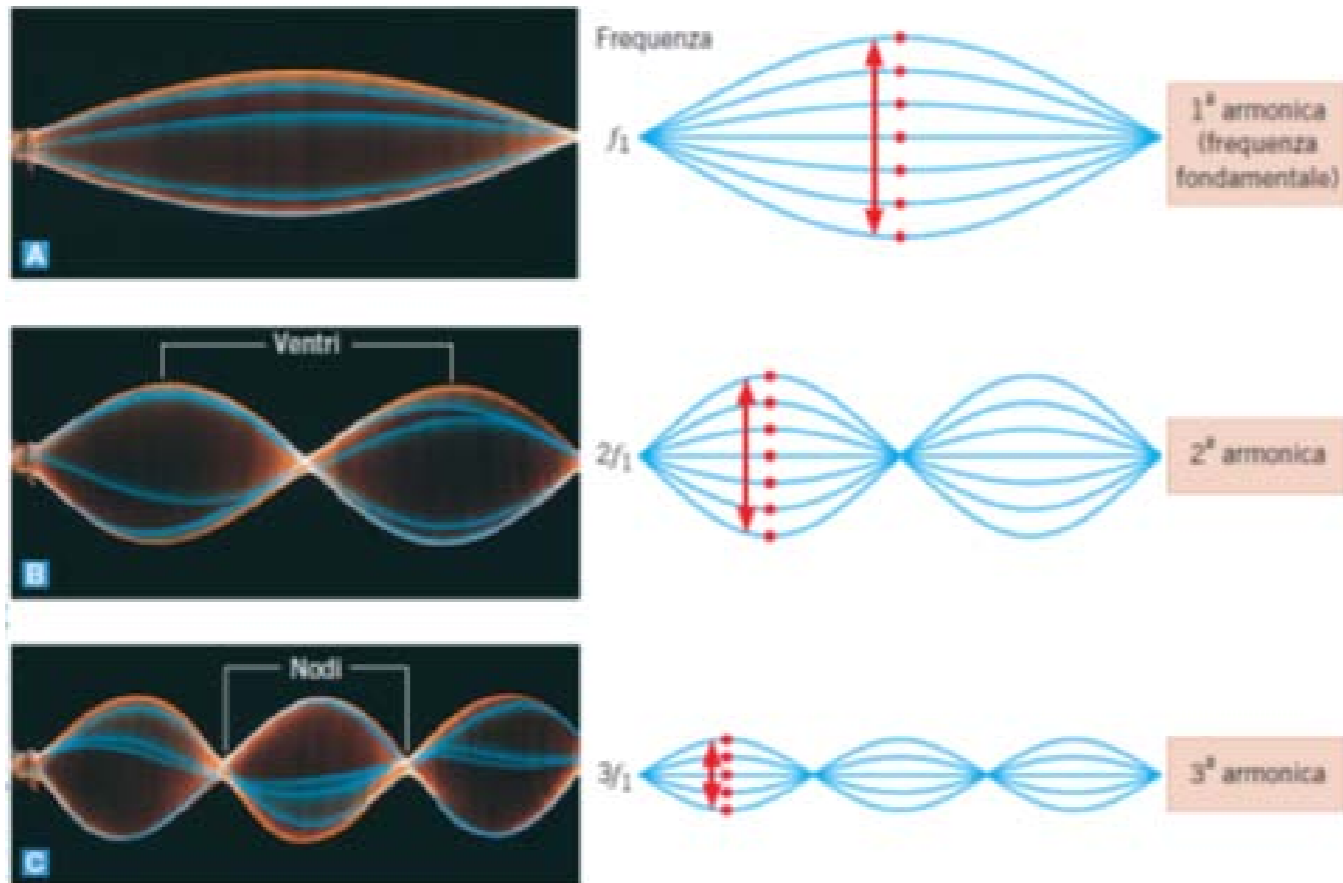 Frequenza
f₁
1ª armonica
(frequenza
fondamentale)
A
Ventri
2f₁
2ª armonica
B
Nodi
3f₁
3ª armonica
C